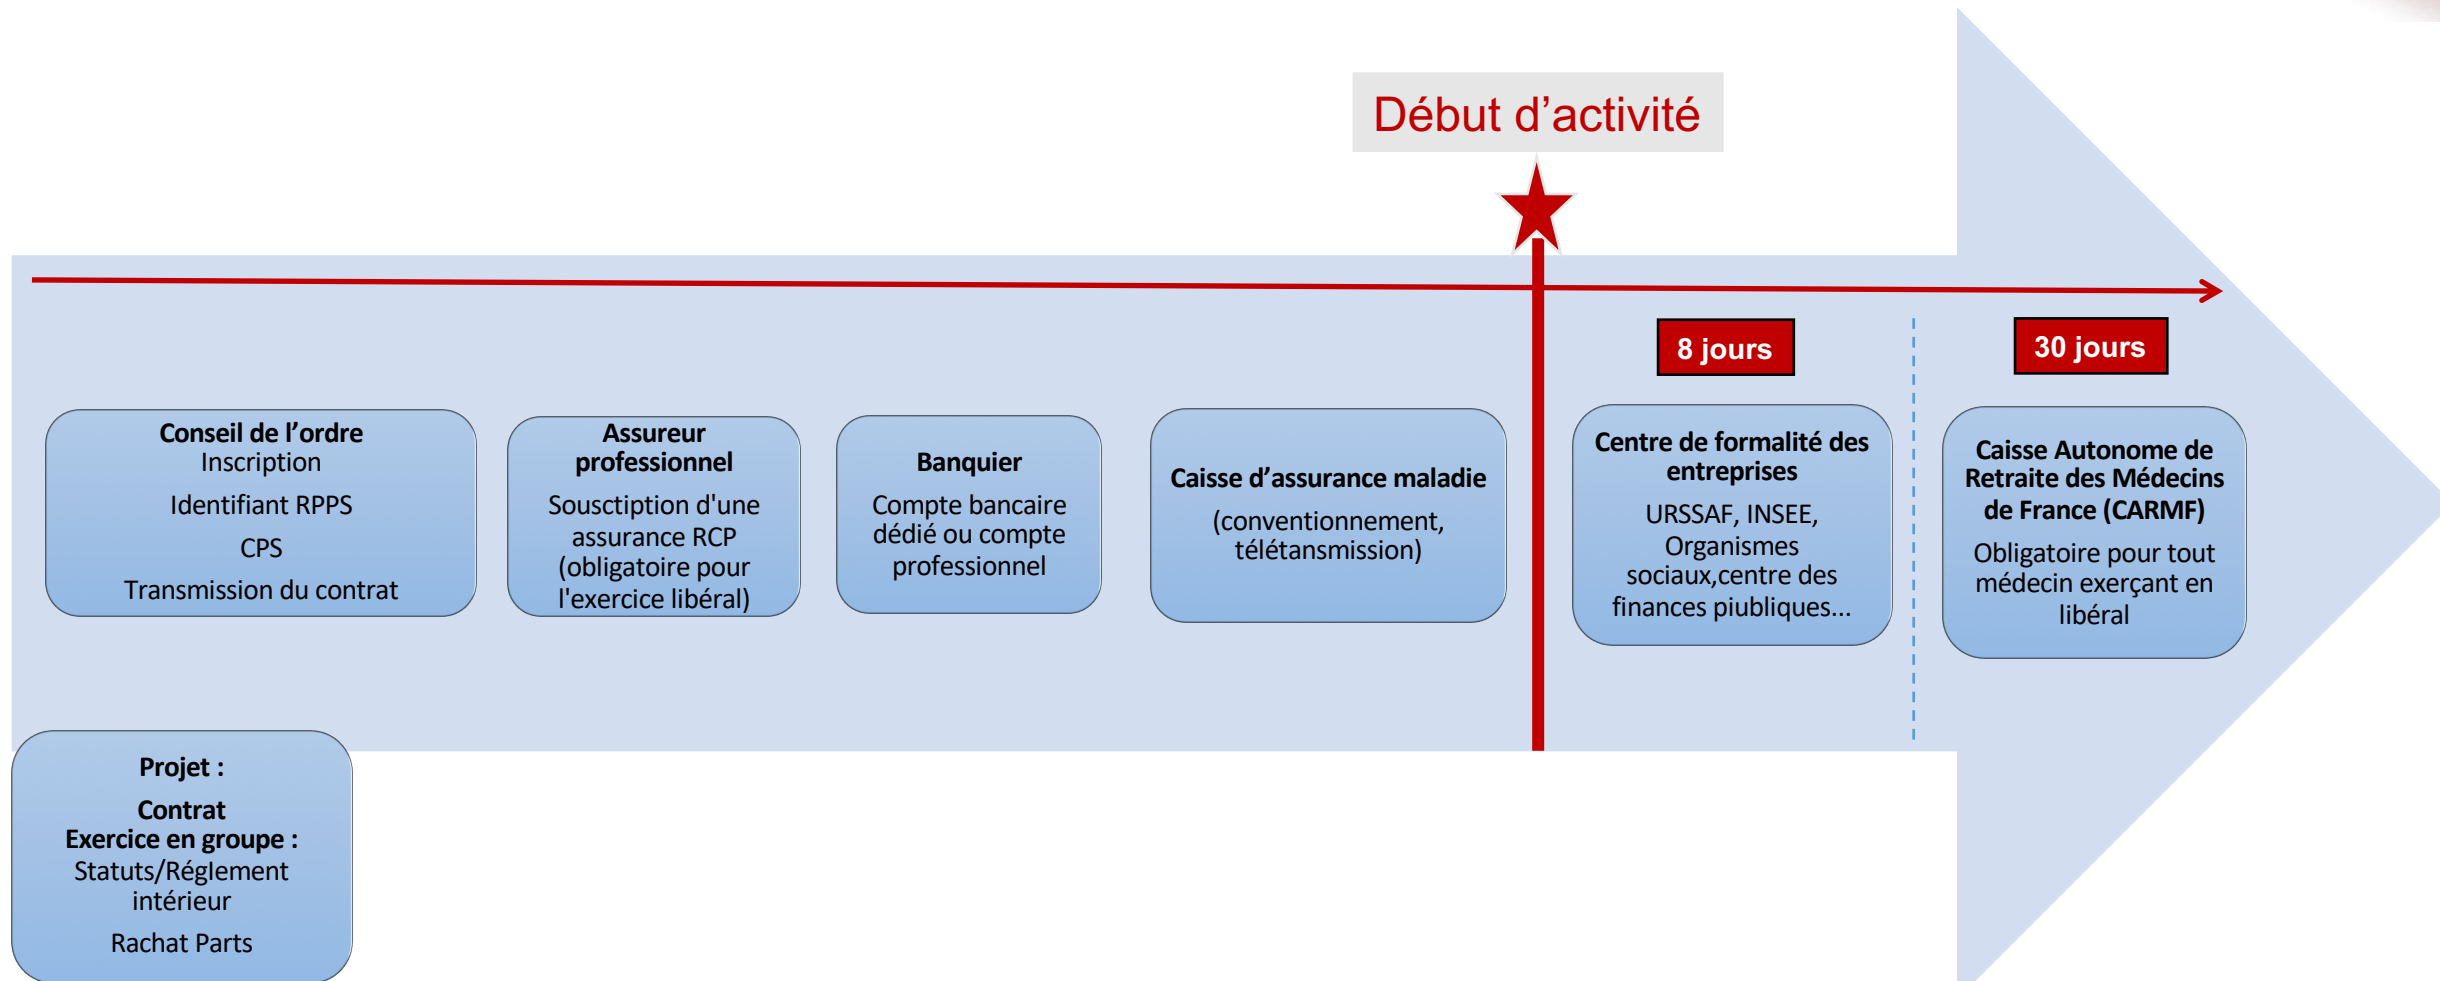 Début d’activité
8 jours
30 jours
Conseil de l’ordre
Inscription
Identifiant RPPS
CPS
Transmission du contrat
Assureur
professionnel
Sousctiption d'une
assurance RCP
(obligatoire pour
l'exercice libéral)
Banquier
Compte bancaire
dédié ou compte
professionnel
Caisse d’assurance maladie
(conventionnement,
télétansmission)
Centre de formalité des
entreprises
URSSAF, INSEE,
Organismes
sociaux,centre des
finances piubliques...
Caisse Autonome de
Retraite des Médecins
de France (CARMF)
Obligatoire pour tout
médecin exerçant en
libéral
Projet :
Contrat
Exercice en groupe :
Statuts/Réglement
intérieur
Rachat Parts